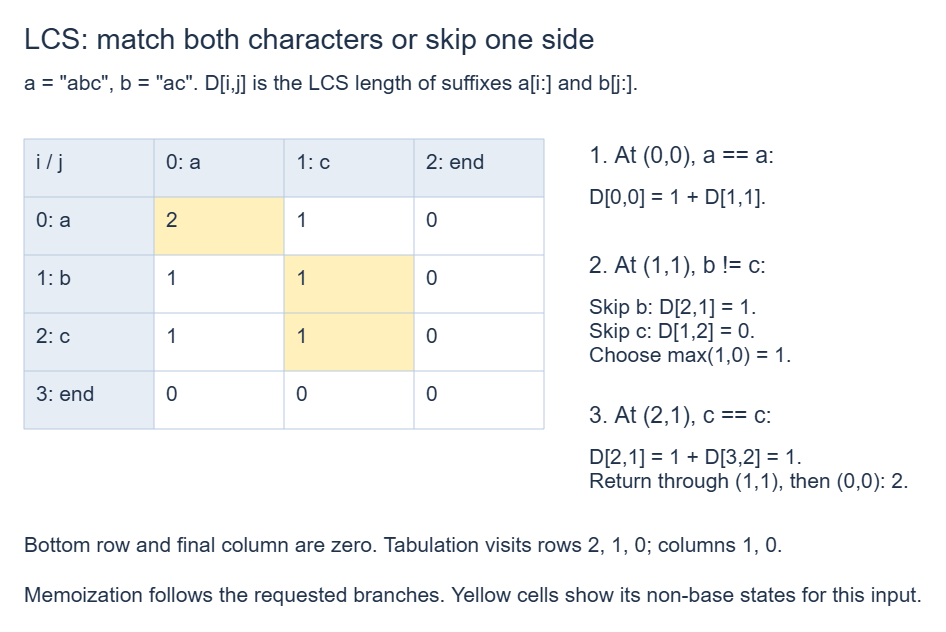 LCS: match both characters or skip one side
a = "abc", b = "ac". D[i,j] is the LCS length of suffixes a[i:] and b[j:].
i / j 0: a 1: c 2: end
0: a 2 1 0
1: b 1 1 0
2: c 1 1 0
3: end 0 0 0
1. At (0,0), a == a:
D[0,0] = 1 + D[1,1].
2. At (1,1), b != c:
Skip b: D[2,1] = 1.
Skip c: D[1,2] = 0.
Choose max(1,0) = 1.
3. At (2,1), c == c:
D[2,1] = 1 + D[3,2] = 1.
Return through (1,1), then (0,0): 2.
Bottom row and final column are zero. Tabulation visits rows 2, 1, 0; columns 1, 0.
Memoization follows the requested branches. Yellow cells show its non-base states for this input.